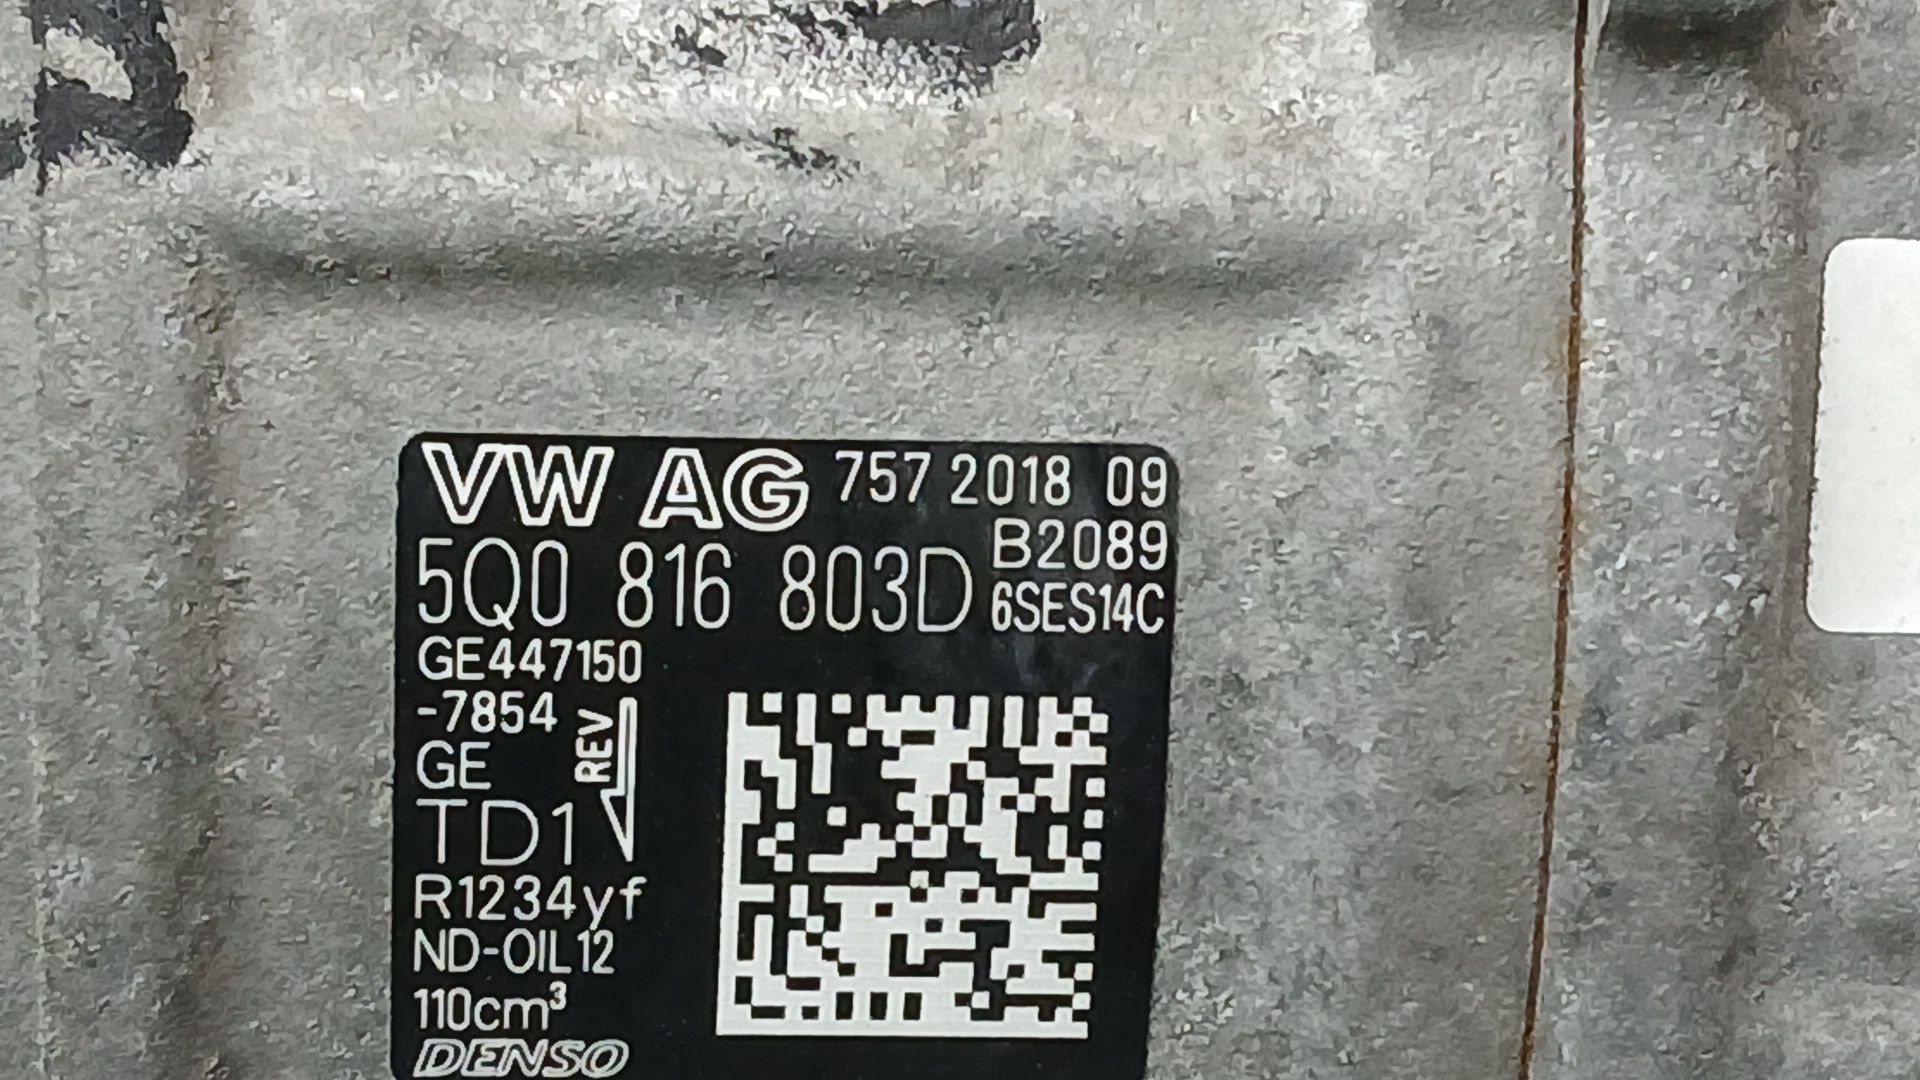 VW AG 757 2018 09
B2089
5Q0 816 803D 6SES14C
GE447150
-7854
REV
GE
TD1
R1234yf
ND-OIL12
110cm³
DENSO